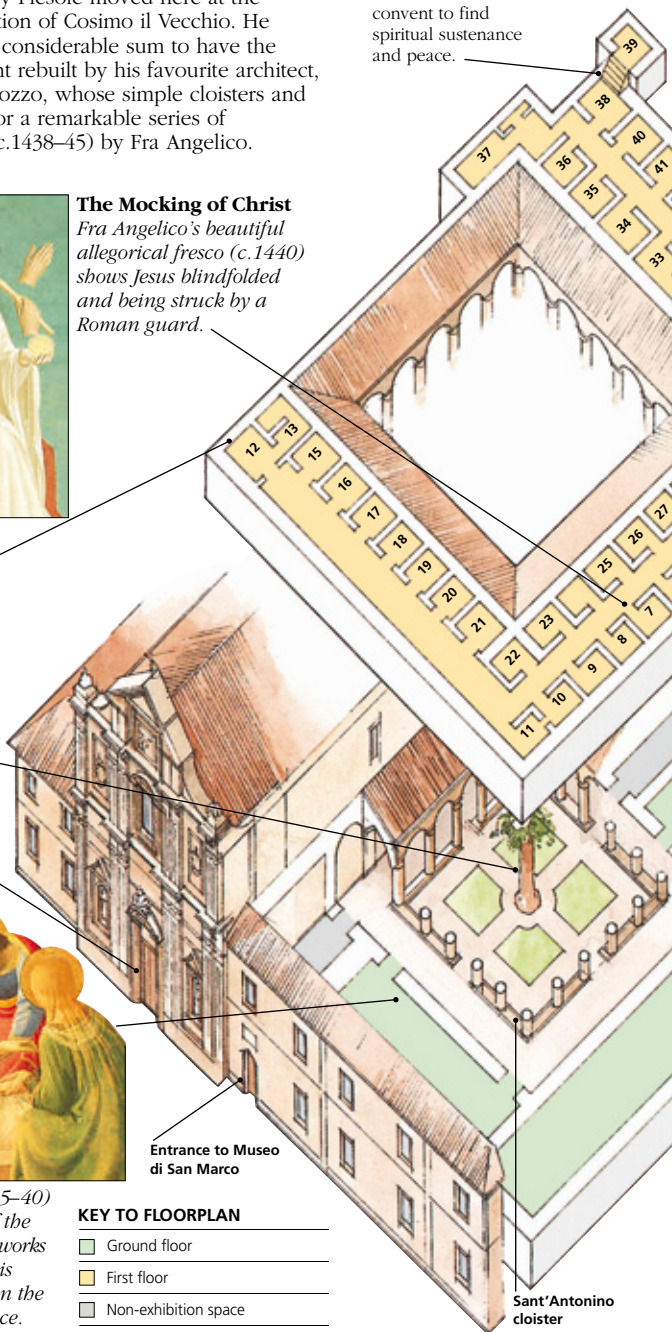 y Fiesole moved here at the
tion of Cosimo il Vecchio. He
considerable sum to have the
nt rebuilt by his favourite architect,
ozzo, whose simple cloisters and
or a remarkable series of
c.1438–45) by Fra Angelico.
convent to find
spiritual sustenance
and peace.
The Mocking of Christ
Fra Angelico's beautiful
allegorical fresco (c.1440)
shows Jesus blindfolded
and being struck by a
Roman guard.
39
38
40
41
37
36
35
34
33
12
13
15
16
17
18
19
20
21
22
23
25
26
27
7
8
9
10
11
Entrance to Museo
di San Marco
5–40)
f the
works
is
n the
ce.
KEY TO FLOORPLAN
Ground floor
First floor
Non-exhibition space
Sant'Antonino
cloister